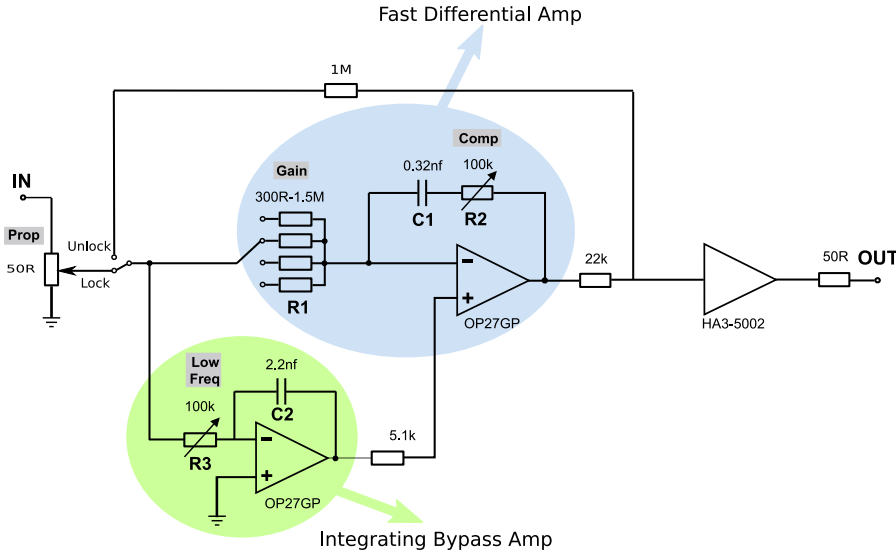 Fast Differential Amp
1M
Comp
0.32nf
100k
Gain
300R-1.5M
C1
R2
IN
Prop
Unlock
50R
Lock
R1
22k
50R
OUT
OP27GP
HA3-5002
Low
Freq
2.2nf
100k
C2
5.1k
R3
OP27GP
Integrating Bypass Amp